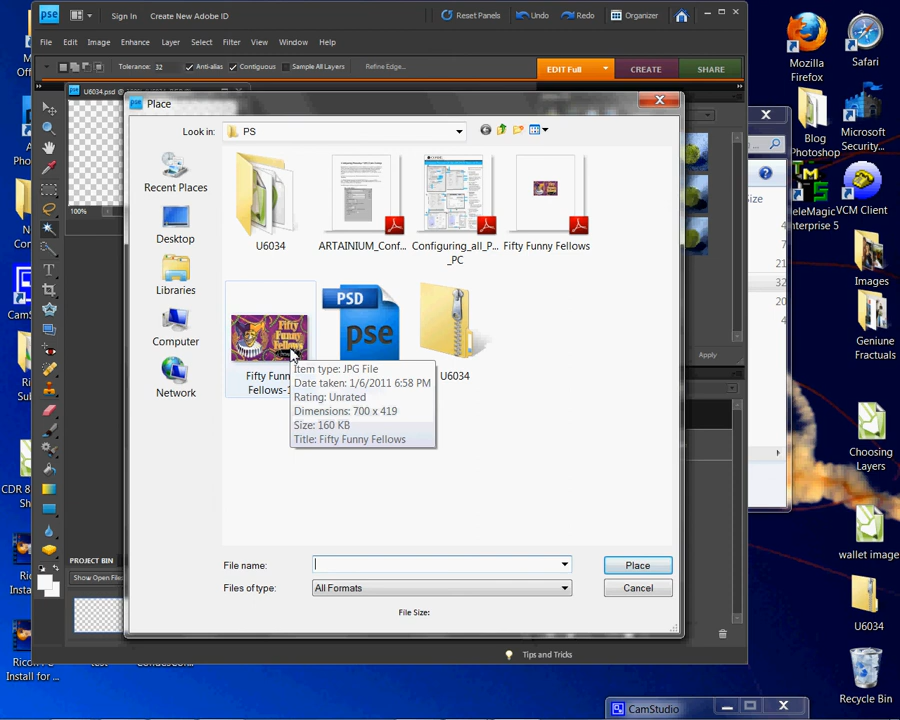 pse
Sign In
Create New Adobe ID
Reset Panels
Undo
Redo
Organizer
File Edit Image Enhance Layer Select Filter View Window Help
Tolerance: 32
Anti-alias
Contiguous
Sample All Layers
Refine Edge...
EDIT Full
CREATE
SHARE
Place
Look in:
PS
Recent Places
Desktop
Libraries
Computer
Network
U6034
ARTAINIUM_Conf...
Configuring_all_P..._PC
Fifty Funny Fellows
Fifty
Funny
Fellows
PSD
pse
U6034
Item type: JPG File
Date taken: 1/6/2011 6:58 PM
Rating: Unrated
Dimensions: 700 x 419
Size: 160 KB
Title: Fifty Funny Fellows
File name:
Place
Files of type:
All Formats
Cancel
File Size:
100%
PROJECT BIN
Show Open Files
Apply
Tips and Tricks
CamStudio
Mozilla Firefox
Safari
Blog Photoshop
Microsoft Security...
TeleMagic Enterprise 5
VCM Client
Images
Geniune Fractuals
Choosing Layers
wallet image
U6034
Recycle Bin
Install for ...